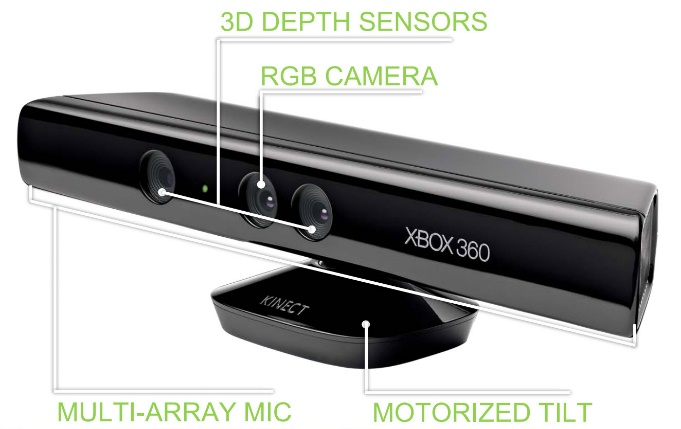 3D DEPTH SENSORS
RGB CAMERA
XBOX 360
KINECT
MULTI-ARRAY MIC
MOTORIZED TILT